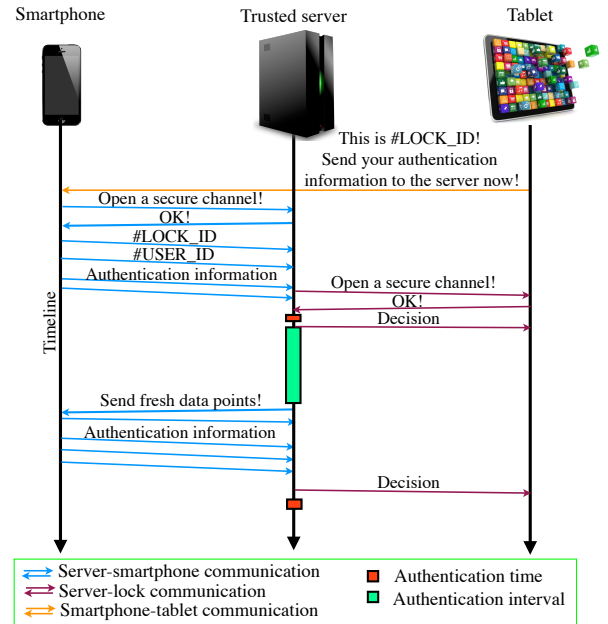 Smartphone
Trusted server
Tablet
This is #LOCK_ID!
Send your authentication
information to the server now!
Open a secure channel!
OK!
#LOCK_ID
#USER_ID
Authentication information
Open a secure channel!
OK!
Decision
Timeline
Send fresh data points!
Authentication information
Decision
Server-smartphone communication
Server-lock communication
Smartphone-tablet communication
Authentication time
Authentication interval